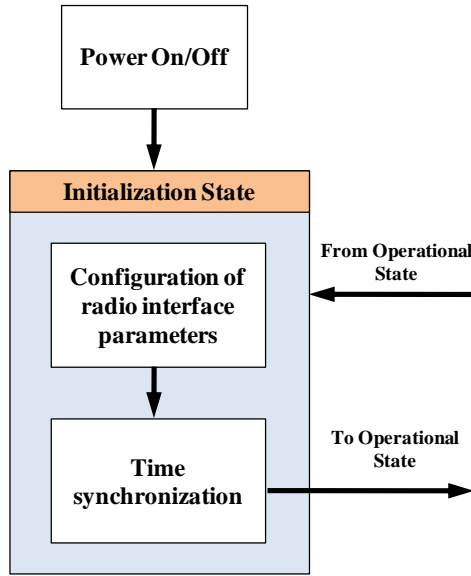 Power On/Off
Initialization State
Configuration of
radio interface
parameters
From Operational
State
Time
synchronization
To Operational
State